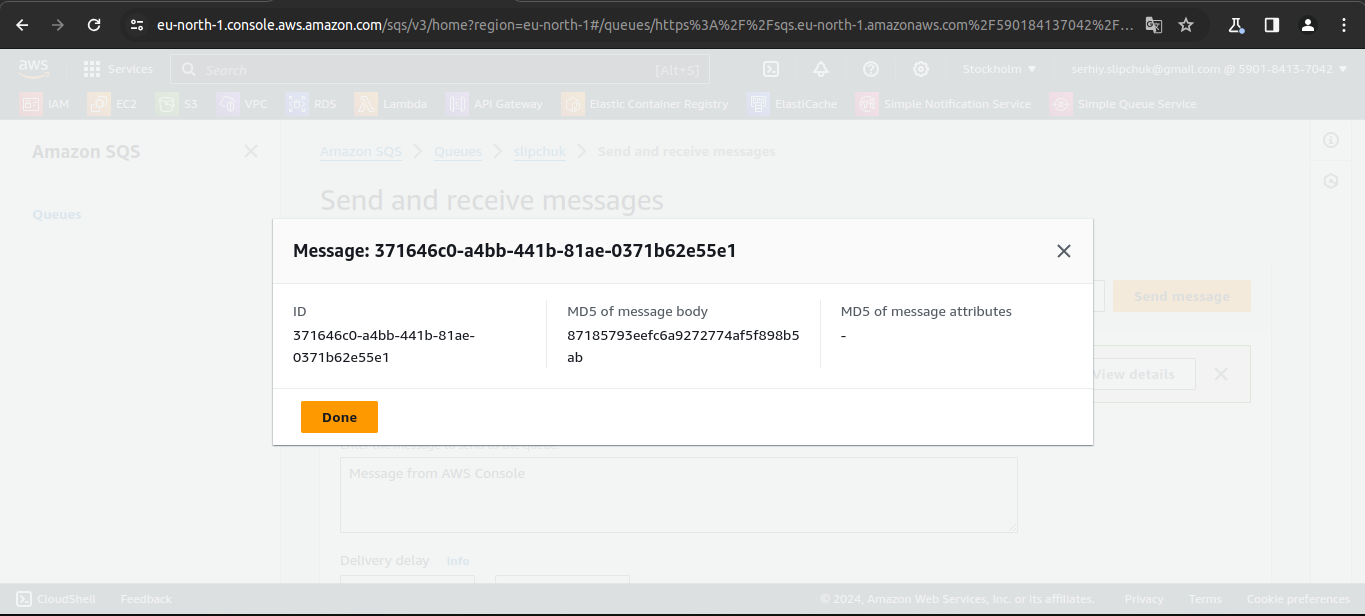 eu-north-1.console.aws.amazon.com/sqs/v3/home?region=eu-north-1#/queues/https%3A%2F%2Fsqs.eu-north-1.amazonaws.com%2F590184137042%2F...
aws Services Search [Alt+S] Stockholm serhiy.slipchuk@gmail.com @ 5901-8413-7042
IAM EC2 S3 VPC RDS Lambda API Gateway Elastic Container Registry ElastiCache Simple Notification Service Simple Queue Service
Amazon SQS
Queues
Amazon SQS Queues slipchuk Send and receive messages
Send and receive messages
Send message
View details
Message: 371646c0-a4bb-441b-81ae-0371b62e55e1
ID
371646c0-a4bb-441b-81ae-
0371b62e55e1
MD5 of message body
87185793eefc6a9272774af5f898b5
ab
MD5 of message attributes
-
Done
Enter the message to send to the queue.
Message from AWS Console
Delivery delay Info
CloudShell Feedback © 2024, Amazon Web Services, Inc. or its affiliates. Privacy Terms Cookie preferences